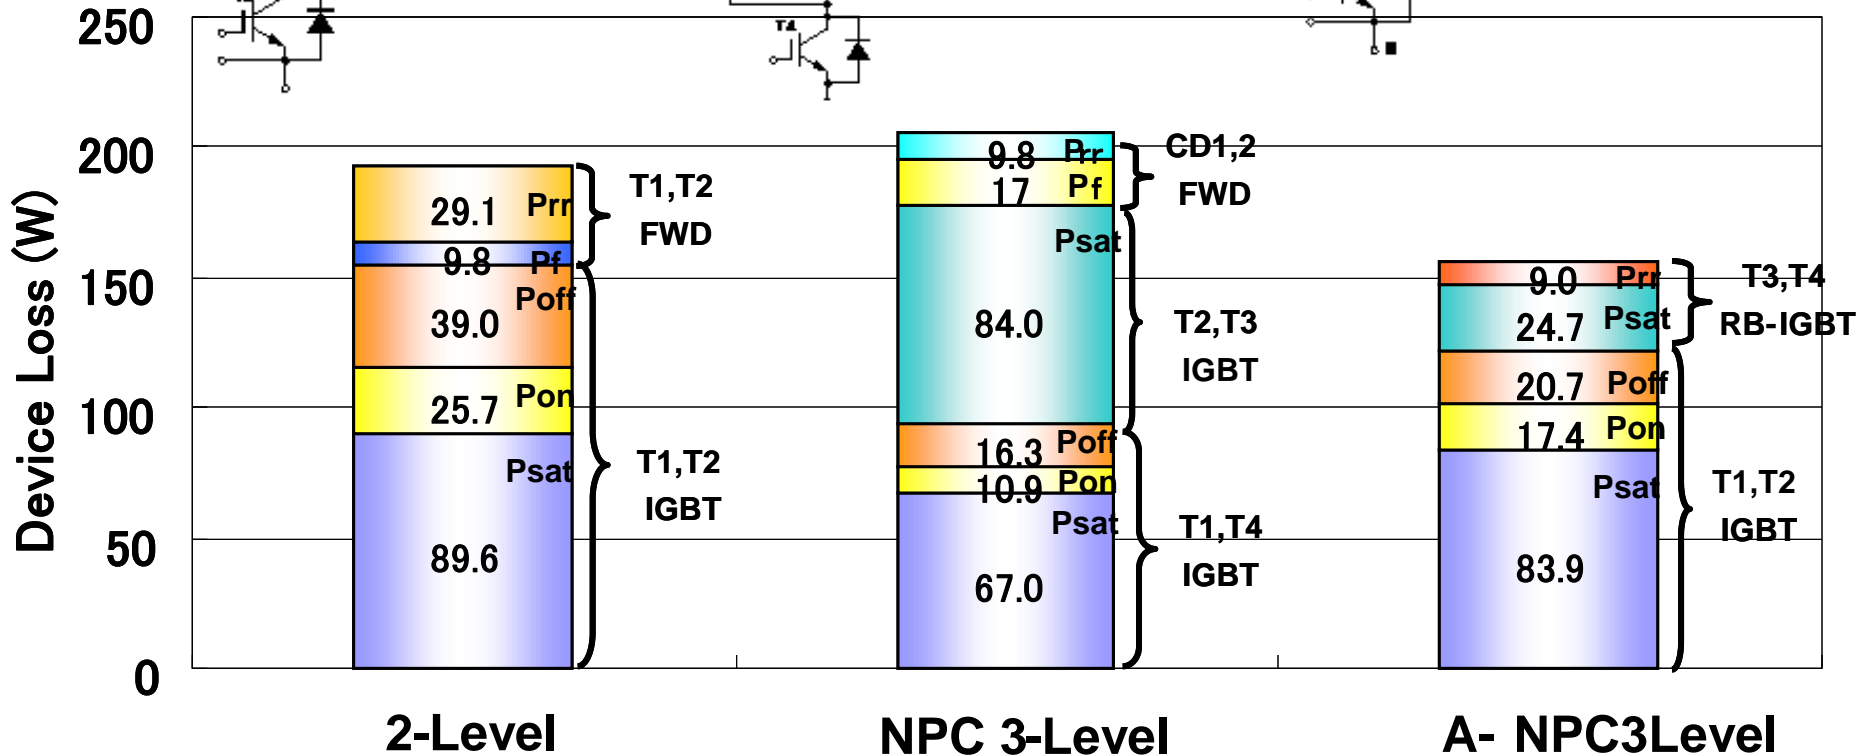 Device Loss (W)
250
200
150
100
50
0
T4
29.1 Prr
9.8 Pf
39.0 Poff
25.7 Pon
89.6 Psat
T1,T2
FWD
T1,T2
IGBT
9.8 Prr
17 Pf
84.0 Psat
16.3 Poff
10.9 Pon
67.0 Psat
CD1,2
FWD
T2,T3
IGBT
T1,T4
IGBT
9.0 Prr
24.7 Psat
20.7 Poff
17.4 Pon
83.9 Psat
T3,T4
RB-IGBT
T1,T2
IGBT
2-Level
NPC 3-Level
A- NPC3Level